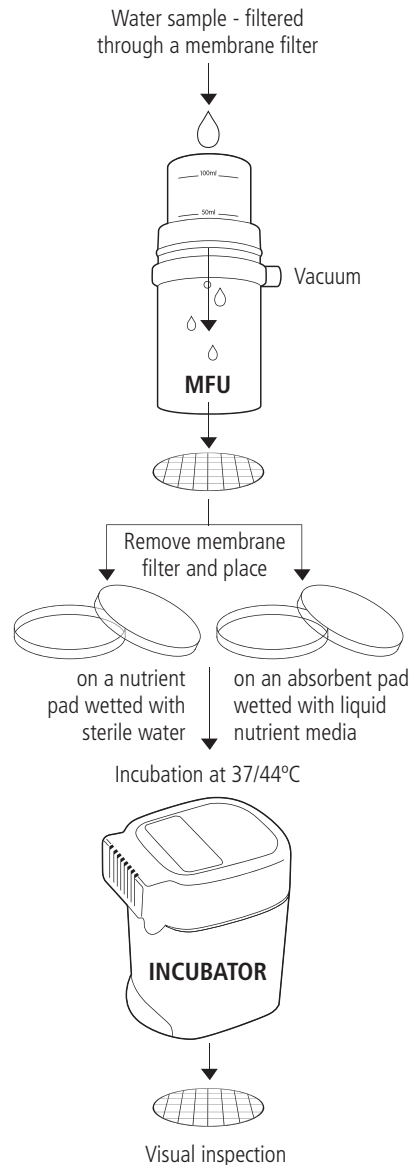 Water sample - filtered
through a membrane filter
100ml
50ml
Vacuum
MFU
Remove membrane
filter and place
on a nutrient
pad wetted with
sterile water
on an absorbent pad
wetted with liquid
nutrient media
Incubation at 37/44ºC
INCUBATOR
Visual inspection